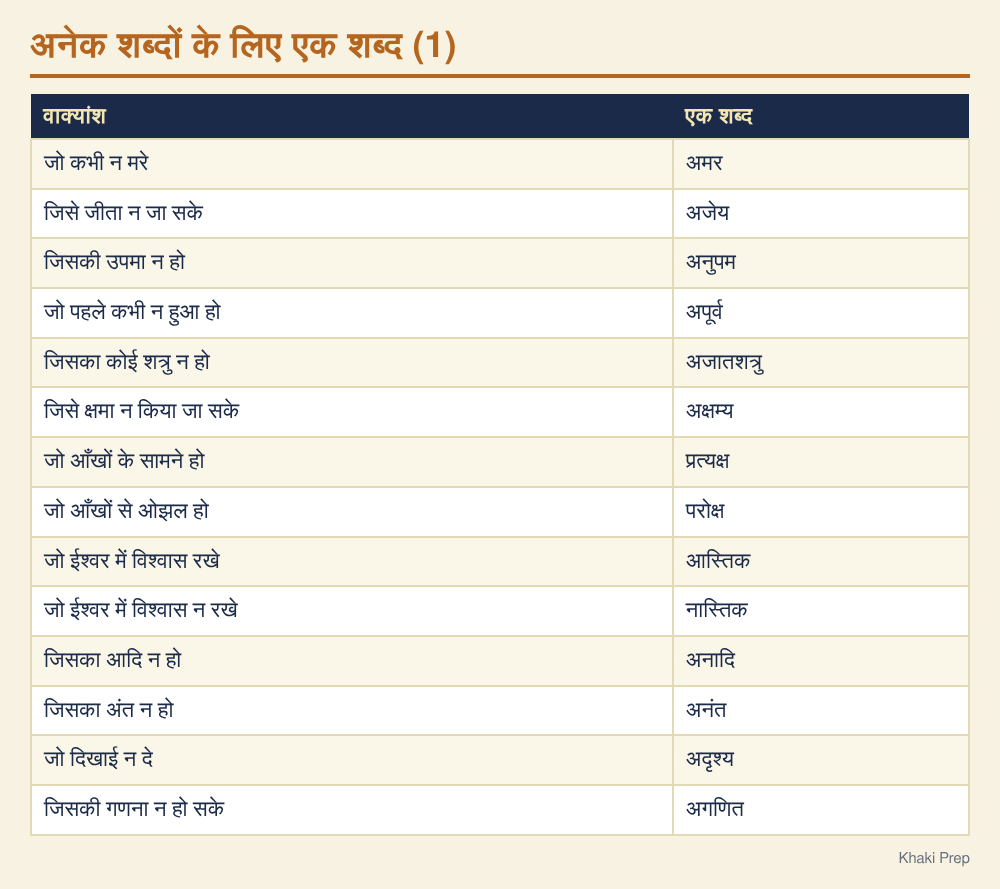 अनेक शब्दों के लिए एक शब्द (1)
वाक्यांश एक शब्द
जो कभी न मरे अमर
जिसे जीता न जा सके अजेय
जिसकी उपमा न हो अनुपम
जो पहले कभी न हुआ हो अपूर्व
जिसका कोई शत्रु न हो अजातशत्रु
जिसे क्षमा न किया जा सके अक्षम्य
जो आँखों के सामने हो प्रत्यक्ष
जो आँखों से ओझल हो परोक्ष
जो ईश्वर में विश्वास रखे आस्तिक
जो ईश्वर में विश्वास न रखे नास्तिक
जिसका आदि न हो अनादि
जिसका अंत न हो अनंत
जो दिखाई न दे अदृश्य
जिसकी गणना न हो सके अगणित
Khaki Prep